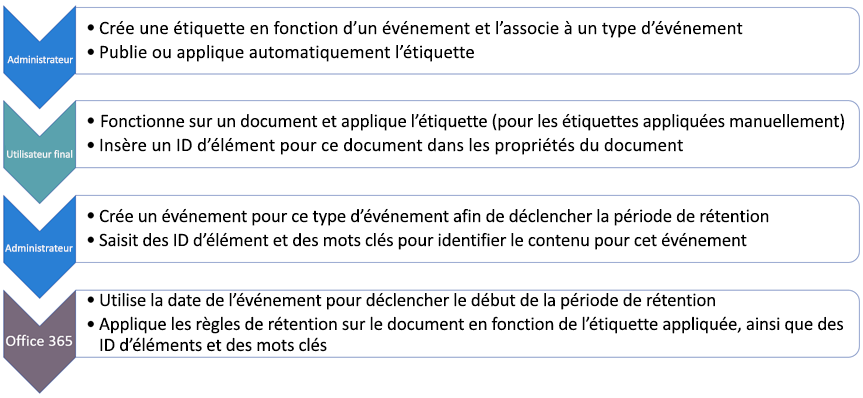 Administrateur
• Crée une étiquette en fonction d’un événement et l’associe à un type d’événement
• Publie ou applique automatiquement l’étiquette
Utilisateur final
• Fonctionne sur un document et applique l’étiquette (pour les étiquettes appliquées manuellement)
• Insère un ID d’élément pour ce document dans les propriétés du document
Administrateur
• Crée un événement pour ce type d’événement afin de déclencher la période de rétention
• Saisit des ID d’élément et des mots clés pour identifier le contenu pour cet événement
Office 365
• Utilise la date de l’événement pour déclencher le début de la période de rétention
• Applique les règles de rétention sur le document en fonction de l’étiquette appliquée, ainsi que des
ID d’éléments et des mots clés